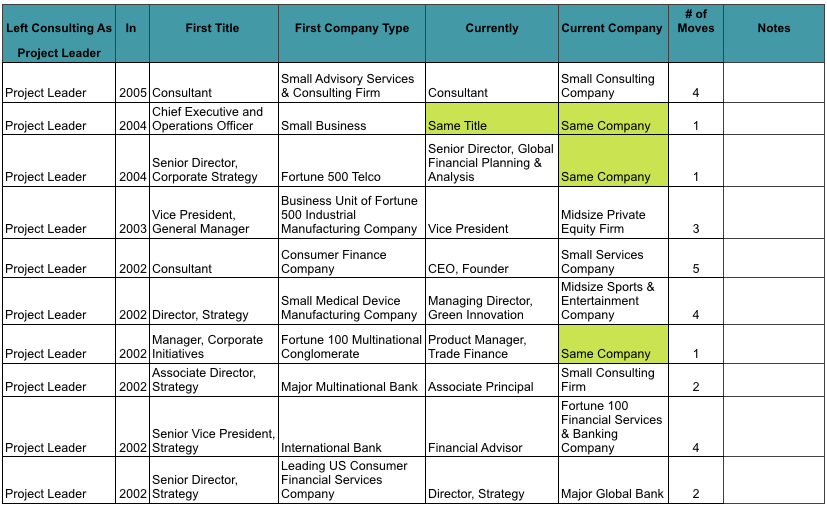 Left Consulting As
Project Leader
In
First Title
First Company Type
Currently
Current Company
# of
Moves
Notes
Project Leader
2005
Consultant
Small Advisory Services
& Consulting Firm
Consultant
Small Consulting
Company
4
Project Leader
2004
Chief Executive and
Operations Officer
Small Business
Same Title
Same Company
1
Project Leader
2004
Senior Director,
Corporate Strategy
Fortune 500 Telco
Senior Director, Global
Financial Planning &
Analysis
Same Company
1
Project Leader
2003
Vice President,
General Manager
Business Unit of Fortune
500 Industrial
Manufacturing Company
Vice President
Midsize Private
Equity Firm
3
Project Leader
2002
Consultant
Consumer Finance
Company
CEO, Founder
Small Services
Company
5
Project Leader
2002
Director, Strategy
Small Medical Device
Manufacturing Company
Managing Director,
Green Innovation
Midsize Sports &
Entertainment
Company
4
Project Leader
2002
Manager, Corporate
Initiatives
Fortune 100 Multinational
Conglomerate
Product Manager,
Trade Finance
Same Company
1
Project Leader
2002
Associate Director,
Strategy
Major Multinational Bank
Associate Principal
Small Consulting
Firm
2
Project Leader
2002
Senior Vice President,
Strategy
International Bank
Financial Advisor
Fortune 100
Financial Services
& Banking
Company
4
Project Leader
2002
Senior Director,
Strategy
Leading US Consumer
Financial Services
Company
Director, Strategy
Major Global Bank
2